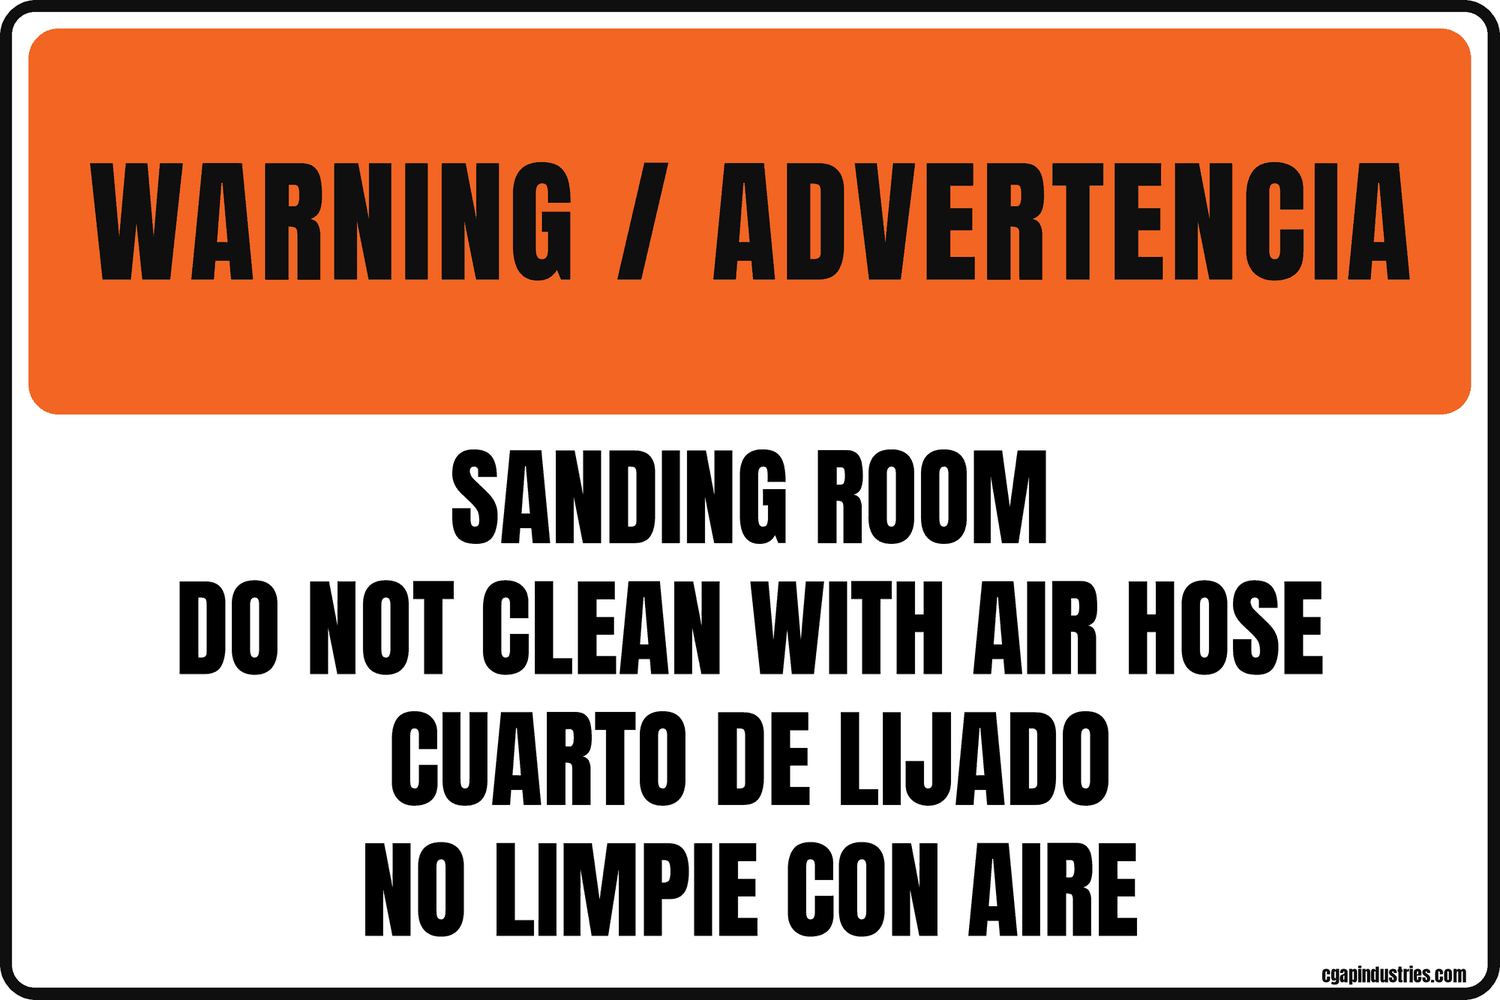 WARNING / ADVERTENCIA
SANDING ROOM
DO NOT CLEAN WITH AIR HOSE
CUARTO DE LIJADO
NO LIMPIE CON AIRE
cgapindustries.com